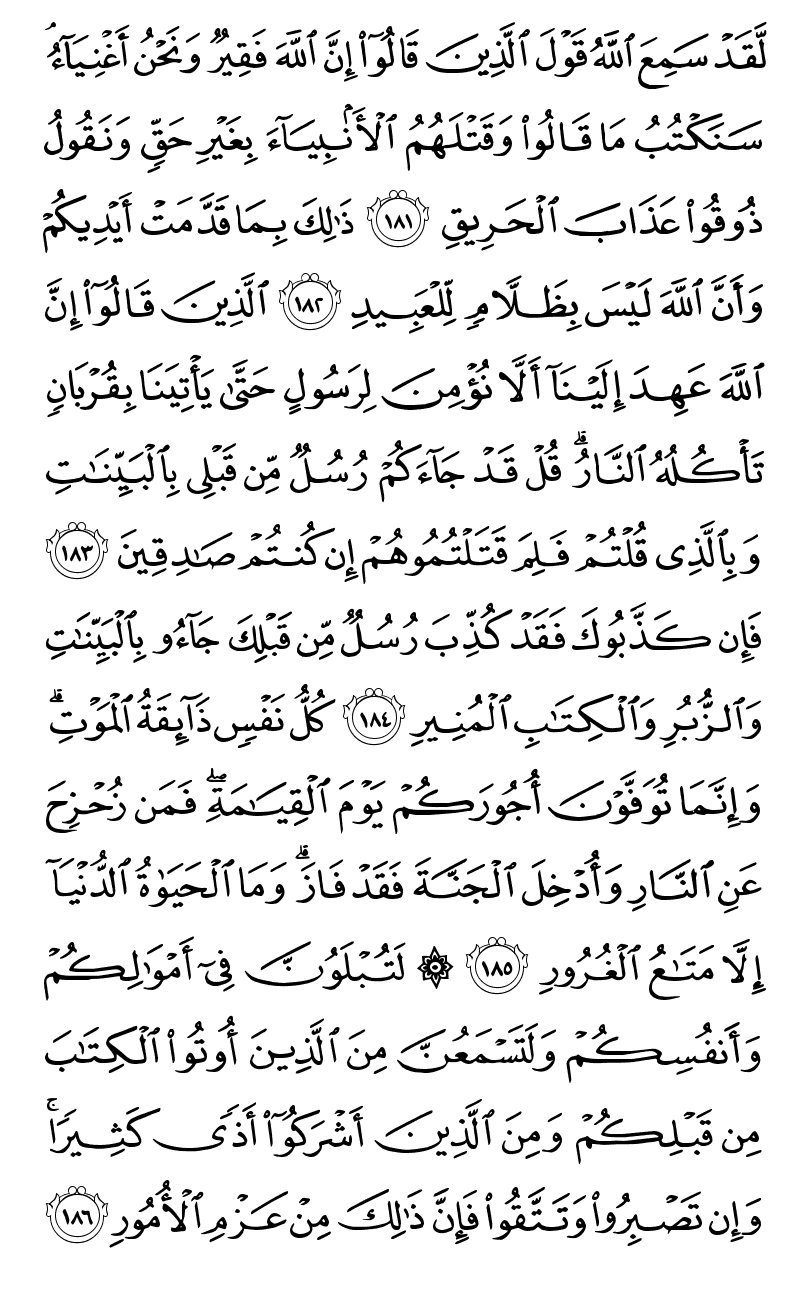 لَّقَدۡ سَمِعَ ٱللَّهُ قَوۡلَ ٱلَّذِينَ قَالُوٓاْ إِنَّ ٱللَّهَ فَقِيرٞ وَنَحۡنُ أَغۡنِيَآءُۘ
سَنَكۡتُبُ مَا قَالُواْ وَقَتۡلَهُمُ ٱلۡأَنۢبِيَآءَ بِغَيۡرِ حَقّٖ وَنَقُولُ
ذُوقُواْ عَذَابَ ٱلۡحَرِيقِ ١٨١ ذَٰلِكَ بِمَا قَدَّمَتۡ أَيۡدِيكُمۡ
وَأَنَّ ٱللَّهَ لَيۡسَ بِظَلَّامٖ لِّلۡعَبِيدِ ١٨٢ ٱلَّذِينَ قَالُوٓاْ إِنَّ
ٱللَّهَ عَهِدَ إِلَيۡنَآ أَلَّا نُؤۡمِنَ لِرَسُولٍ حَتَّىٰ يَأۡتِيَنَا بِقُرۡبَانٖ
تَأۡكُلُهُ ٱلنَّارُۗ قُلۡ قَدۡ جَآءَكُمۡ رُسُلٞ مِّن قَبۡلِي بِٱلۡبَيِّنَٰتِ
وَبِٱلَّذِي قُلۡتُمۡ فَلِمَ قَتَلۡتُمُوهُمۡ إِن كُنتُمۡ صَٰدِقِينَ ١٨٣
فَإِن كَذَّبُوكَ فَقَدۡ كُذِّبَ رُسُلٞ مِّن قَبۡلِكَ جَآءُو بِٱلۡبَيِّنَٰتِ
وَٱلزُّبُرِ وَٱلۡكِتَٰبِ ٱلۡمُنِيرِ ١٨٤ كُلُّ نَفۡسٖ ذَآئِقَةُ ٱلۡمَوۡتِۗ
وَإِنَّمَا تُوَفَّوۡنَ أُجُورَكُمۡ يَوۡمَ ٱلۡقِيَٰمَةِۖ فَمَن زُحۡزِحَ
عَنِ ٱلنَّارِ وَأُدۡخِلَ ٱلۡجَنَّةَ فَقَدۡ فَازَۗ وَمَا ٱلۡحَيَوٰةُ ٱلدُّنۡيَآ
إِلَّا مَتَٰعُ ٱلۡغُرُورِ ١٨٥ ۞ لَتُبۡلَوُنَّ فِيٓ أَمۡوَٰلِكُمۡ
وَأَنفُسِكُمۡ وَلَتَسۡمَعُنَّ مِنَ ٱلَّذِينَ أُوتُواْ ٱلۡكِتَٰبَ
مِن قَبۡلِكُمۡ وَمِنَ ٱلَّذِينَ أَشۡرَكُوٓاْ أَذٗى كَثِيرٗاۚ
وَإِن تَصۡبِرُواْ وَتَتَّقُواْ فَإِنَّ ذَٰلِكَ مِنۡ عَزۡمِ ٱلۡأُمُورِ ١٨٦